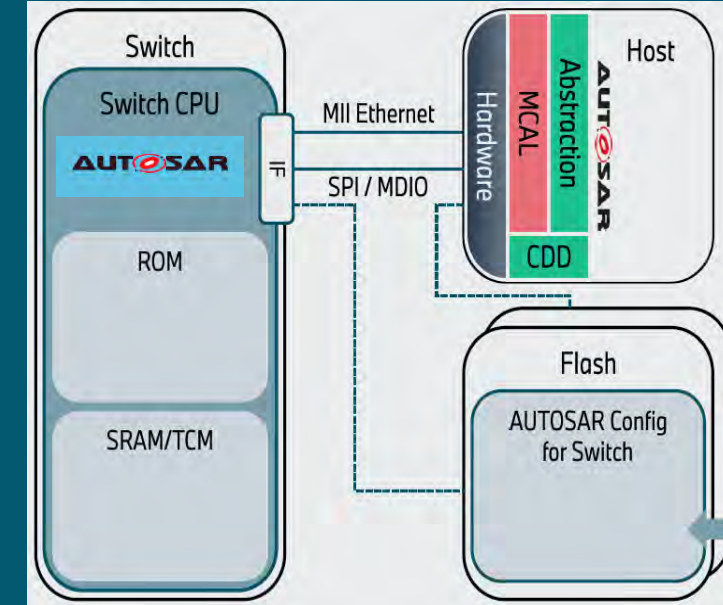 Switch
Switch CPU
AUTOSAR
IF
ROM
SRAM/TCM
MII Ethernet
SPI / MDIO
Host
Hardware
MCAL
Abstraction
AUTOSAR
CDD
Flash
AUTOSAR Config
for Switch